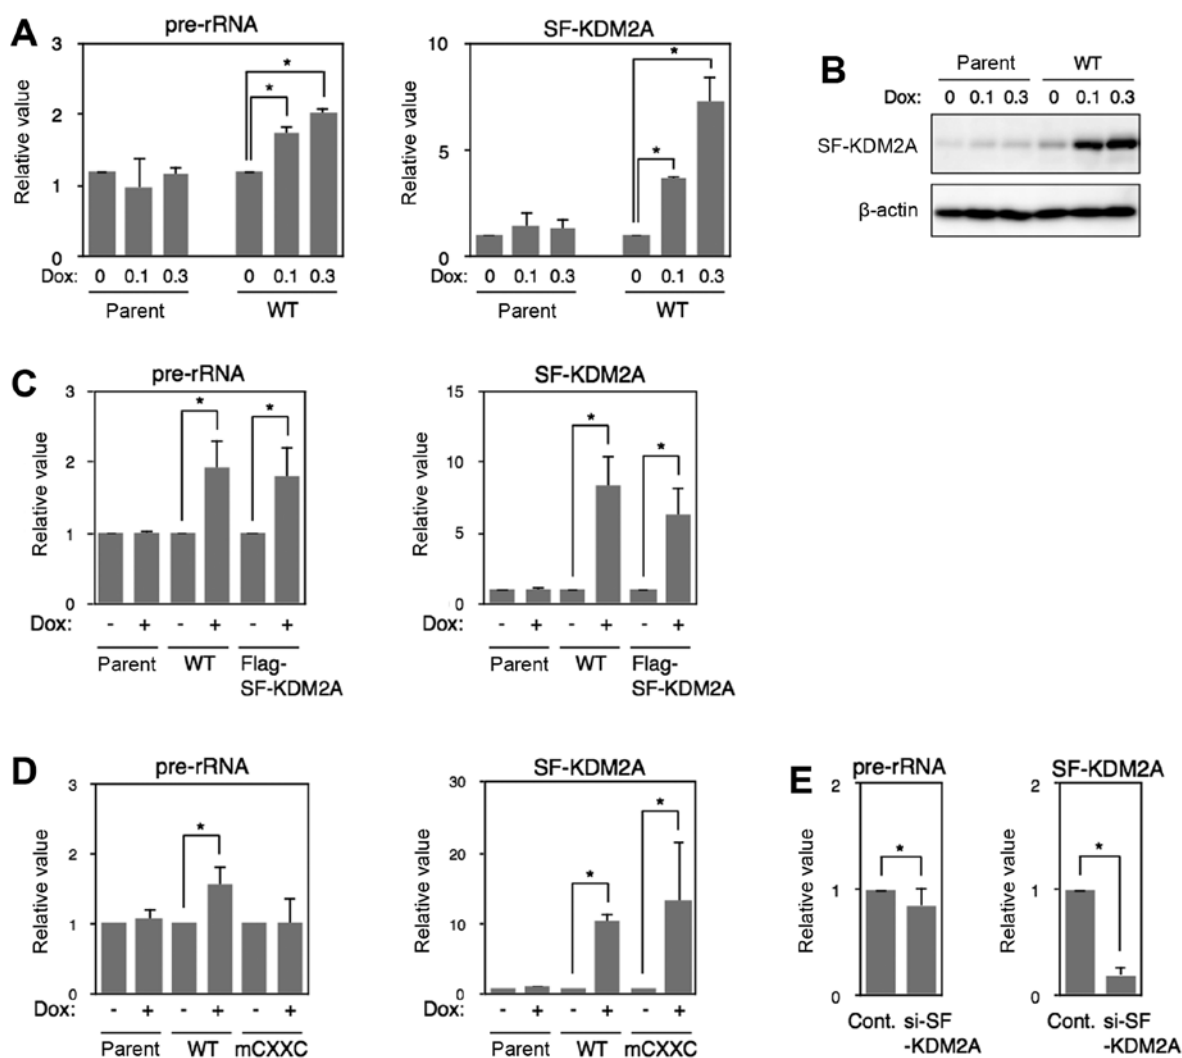 A
pre-rRNA
Relative value
3
2
1
0
* *
Dox: 0 0.1 0.3 0 0.1 0.3
Parent WT
SF-KDM2A
Relative value
10
5
0
* *
Dox: 0 0.1 0.3 0 0.1 0.3
Parent WT
B
Parent WT
Dox: 0 0.1 0.3 0 0.1 0.3
SF-KDM2A
β-actin
C
pre-rRNA
Relative value
3
2
1
0
* *
Dox: - + - + - +
Parent WT Flag-
SF-KDM2A
SF-KDM2A
Relative value
15
10
5
0
* *
Dox: - + - + - +
Parent WT Flag-
SF-KDM2A
D
pre-rRNA
Relative value
3
2
1
0
*
Dox: - + - + - +
Parent WT mCXXC
SF-KDM2A
Relative value
30
20
10
0
* *
Dox: - + - + - +
Parent WT mCXXC
E
pre-rRNA
Relative value
2
1
0
*
Cont. si-SF
-KDM2A
SF-KDM2A
Relative value
2
1
0
*
Cont. si-SF
-KDM2A